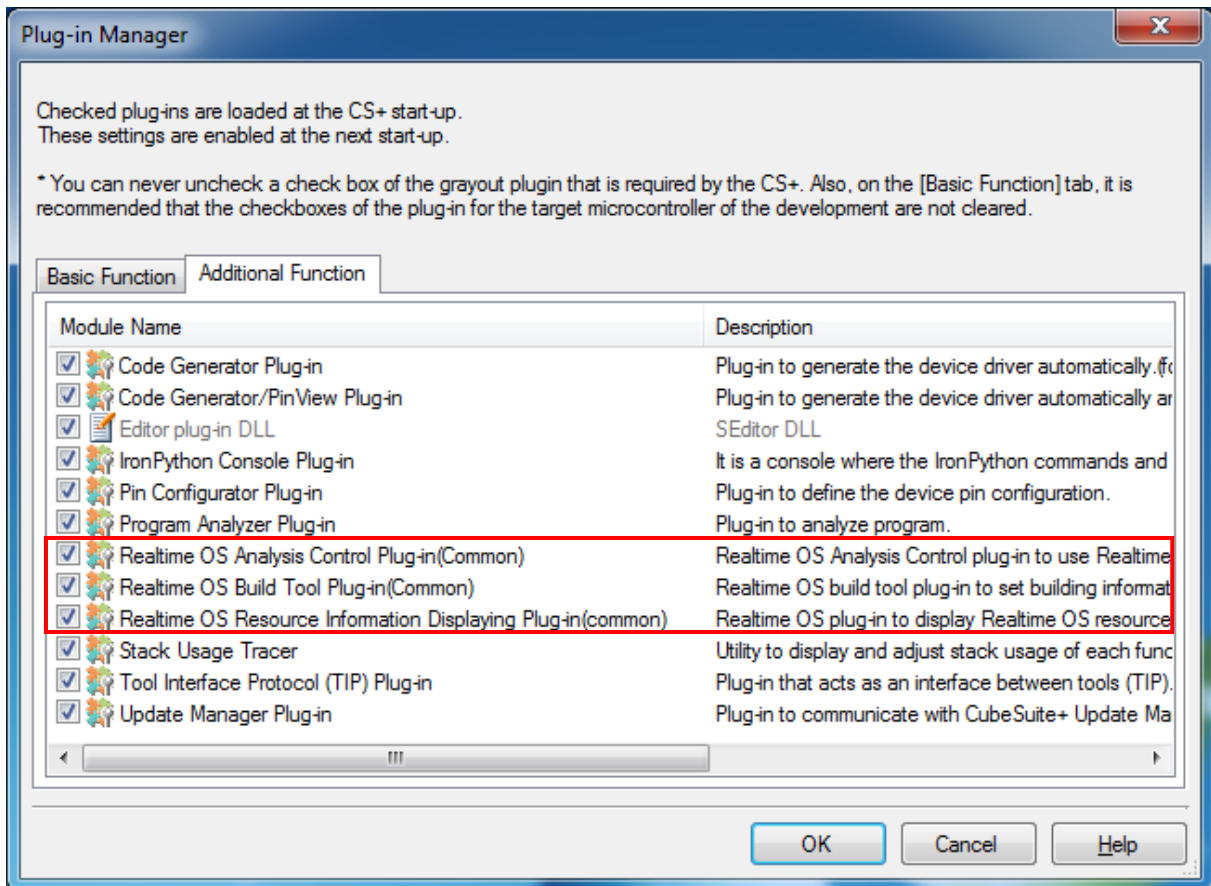 Plug-in Manager
Checked plug-ins are loaded at the CS+ start-up.
These settings are enabled at the next start-up.
* You can never uncheck a check box of the grayout plugin that is required by the CS+. Also, on the [Basic Function] tab, it is
recommended that the checkboxes of the plug-in for the target microcontroller of the development are not cleared.
Basic Function Additional Function
Module Name Description
Code Generator Plug-in Plug-in to generate the device driver automatically.(fo
Code Generator/PinView Plug-in Plug-in to generate the device driver automatically an
Editor plug-in DLL SEditor DLL
IronPython Console Plug-in It is a console where the IronPython commands and
Pin Configurator Plug-in Plug-in to define the device pin configuration.
Program Analyzer Plug-in Plug-in to analyze program.
Realtime OS Analysis Control Plug-in(Common) Realtime OS Analysis Control plug-in to use Realtime
Realtime OS Build Tool Plug-in(Common) Realtime OS build tool plug-in to set building informat
Realtime OS Resource Information Displaying Plug-in(common) Realtime OS plug-in to display Realtime OS resource
Stack Usage Tracer Utility to display and adjust stack usage of each func
Tool Interface Protocol (TIP) Plug-in Plug-in that acts as an interface between tools (TIP).
Update Manager Plug-in Plug-in to communicate with CubeSuite+ Update Ma
OK Cancel Help